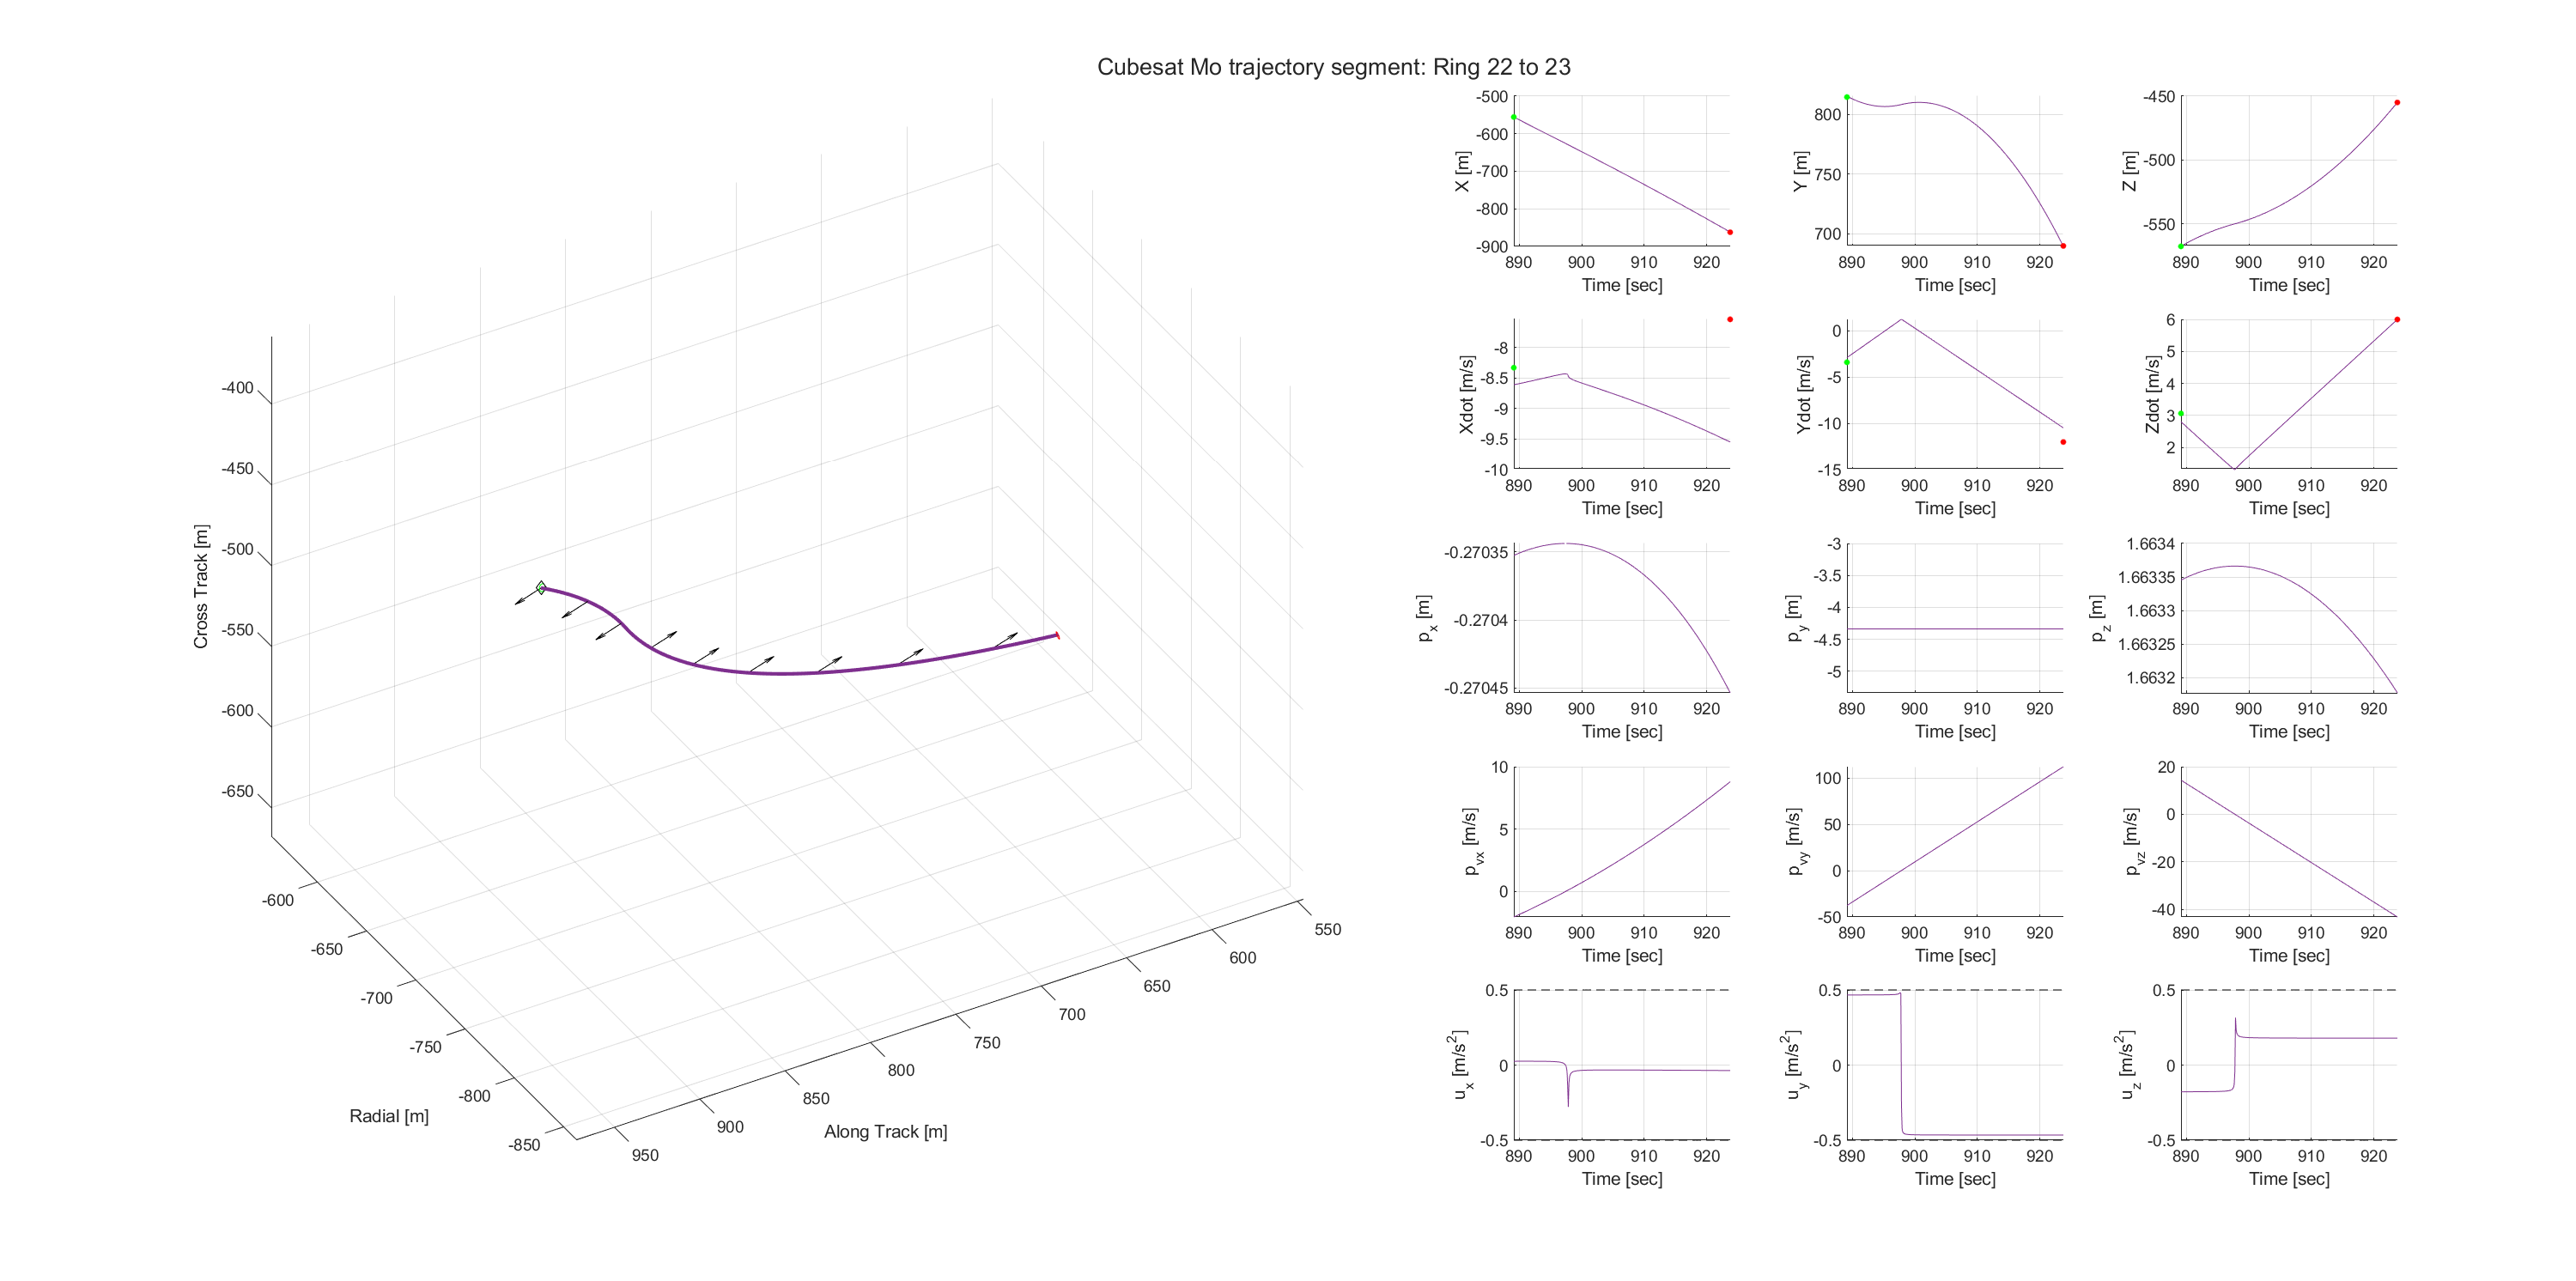 Cubesat Mo trajectory segment: Ring 22 to 23
-400
-450
-500
-550
-600
-650
Cross Track [m]
-600
-650
-700
-750
-800
-850
Radial [m]
950
900
850
800
750
700
650
600
550
Along Track [m]
-500
-600
-700
-800
-900
X [m]
890 900 910 920
Time [sec]
800
750
700
Y [m]
890 900 910 920
Time [sec]
-450
-500
-550
Z [m]
890 900 910 920
Time [sec]
-8
-8.5
-9
-9.5
-10
Xdot [m/s]
890 900 910 920
Time [sec]
0
-5
-10
-15
Ydot [m/s]
890 900 910 920
Time [sec]
6
5
4
3
2
Zdot [m/s]
890 900 910 920
Time [sec]
-0.27035
-0.2704
-0.27045
p_x [m]
890 900 910 920
Time [sec]
-3
-3.5
-4
-4.5
-5
p_y [m]
890 900 910 920
Time [sec]
1.6634
1.66335
1.6633
1.66325
1.6632
p_z [m]
890 900 910 920
Time [sec]
10
5
0
p_vx [m/s]
890 900 910 920
Time [sec]
100
50
0
-50
p_vy [m/s]
890 900 910 920
Time [sec]
20
0
-20
-40
p_vz [m/s]
890 900 910 920
Time [sec]
0.5
0
-0.5
u_x [m/s²]
890 900 910 920
Time [sec]
0.5
0
-0.5
u_y [m/s²]
890 900 910 920
Time [sec]
0.5
0
-0.5
u_z [m/s²]
890 900 910 920
Time [sec]